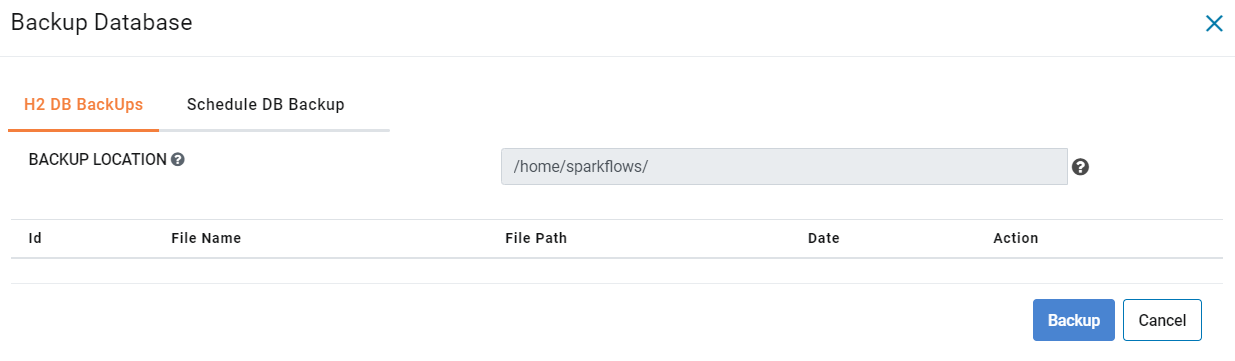 Backup Database
H2 DB BackUps Schedule DB Backup
BACKUP LOCATION
/home/sparkflows/
Id File Name File Path Date Action
Backup Cancel